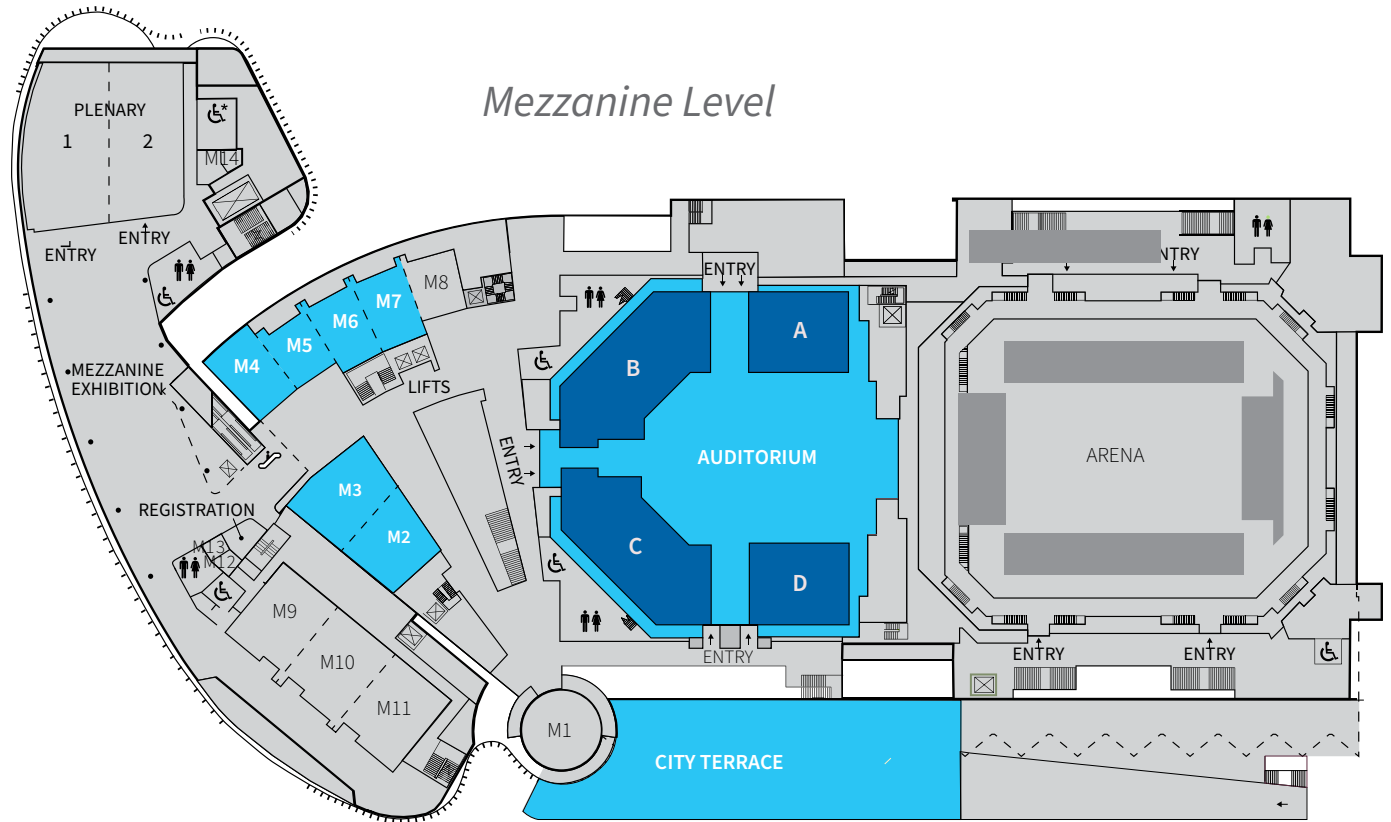 Mezzanine Level
PLENARY
1
2
*
M14
ENTRY
ENTRY
M8
M7
M6
M5
M4
LIFTS
MEZZANINE
EXHIBITION
ENTRY
A
B
AUDITORIUM
ENTRY
C
D
ENTRY
NTRY
ARENA
ENTRY
ENTRY
M3
M2
REGISTRATION
M13
M12
M9
M10
M11
M1
CITY TERRACE